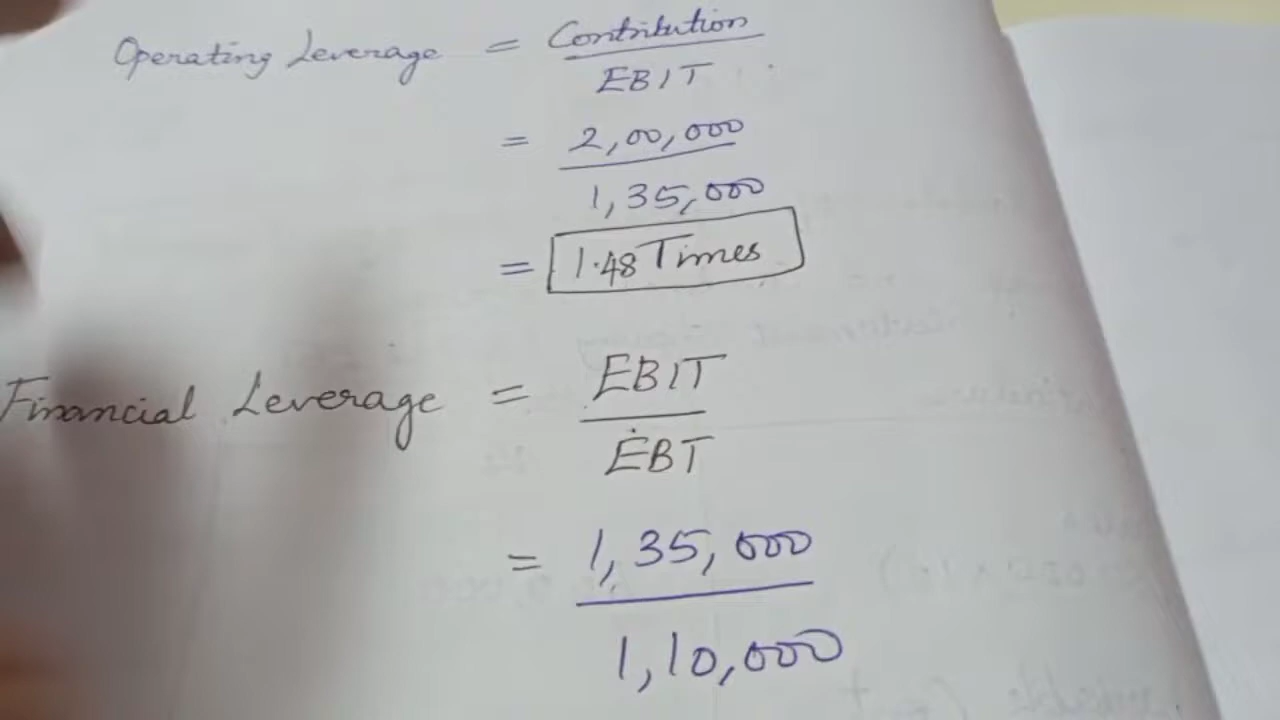 Operating Leverage = Contribution
EBIT
= 2,00,000
1,35,000
= 1.48 Times
Financial Leverage = EBIT
EBT
= 1,35,000
1,10,000